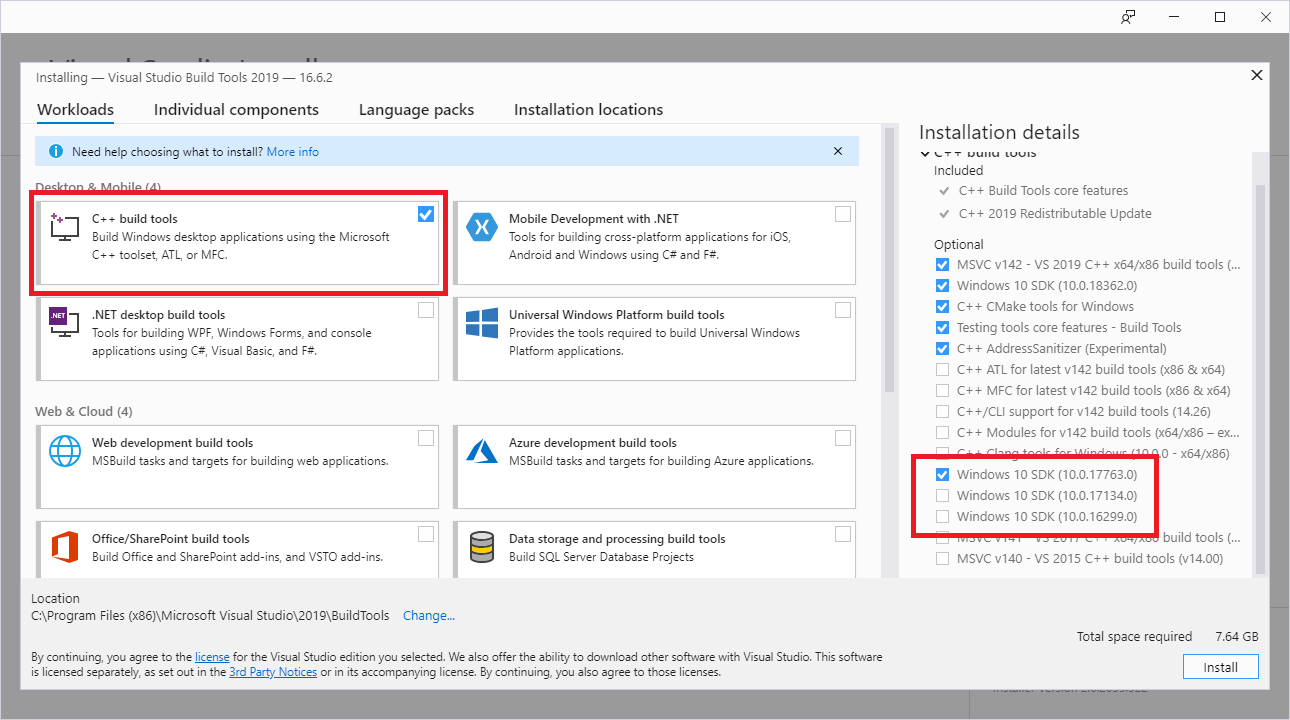 Installing — Visual Studio Build Tools 2019 — 16.6.2
Workloads
Individual components
Language packs
Installation locations
Need help choosing what to install? More info
Desktop & Mobile (4)
C++ build tools
Build Windows desktop applications using the Microsoft
C++ toolset, ATL, or MFC.
Mobile Development with .NET
Tools for building cross-platform applications for iOS,
Android and Windows using C# and F#.
.NET
.NET desktop build tools
Tools for building WPF, Windows Forms, and console
applications using C#, Visual Basic, and F#.
Universal Windows Platform build tools
Provides the tools required to build Universal Windows
Platform applications.
Web & Cloud (4)
Web development build tools
MSBuild tasks and targets for building web applications.
Azure development build tools
MSBuild tasks and targets for building Azure applications.
Office/SharePoint build tools
Build Office and SharePoint add-ins, and VSTO add-ins.
Data storage and processing build tools
Build SQL Server Database Projects
Installation details
C++ build tools
Included
C++ Build Tools core features
C++ 2019 Redistributable Update
Optional
MSVC v142 - VS 2019 C++ x64/x86 build tools (...
Windows 10 SDK (10.0.18362.0)
C++ CMake tools for Windows
Testing tools core features - Build Tools
C++ AddressSanitizer (Experimental)
C++ ATL for latest v142 build tools (x86 & x64)
C++ MFC for latest v142 build tools (x86 & x64)
C++/CLI support for v142 build tools (14.26)
C++ Modules for v142 build tools (x64/x86 – ex...
C++ Clang tools for Windows (10.0.0 - x64/x86)
Windows 10 SDK (10.0.17763.0)
Windows 10 SDK (10.0.17134.0)
Windows 10 SDK (10.0.16299.0)
MSVC v141 - VS 2017 C++ x64/x86 build tools (...
MSVC v140 - VS 2015 C++ build tools (v14.00)
Location
C:\Program Files (x86)\Microsoft Visual Studio\2019\BuildTools Change...
Total space required 7.64 GB
By continuing, you agree to the license for the Visual Studio edition you selected. We also offer the ability to download other software with Visual Studio. This software
is licensed separately, as set out in the 3rd Party Notices or in its accompanying license. By continuing, you also agree to those licenses.
Install